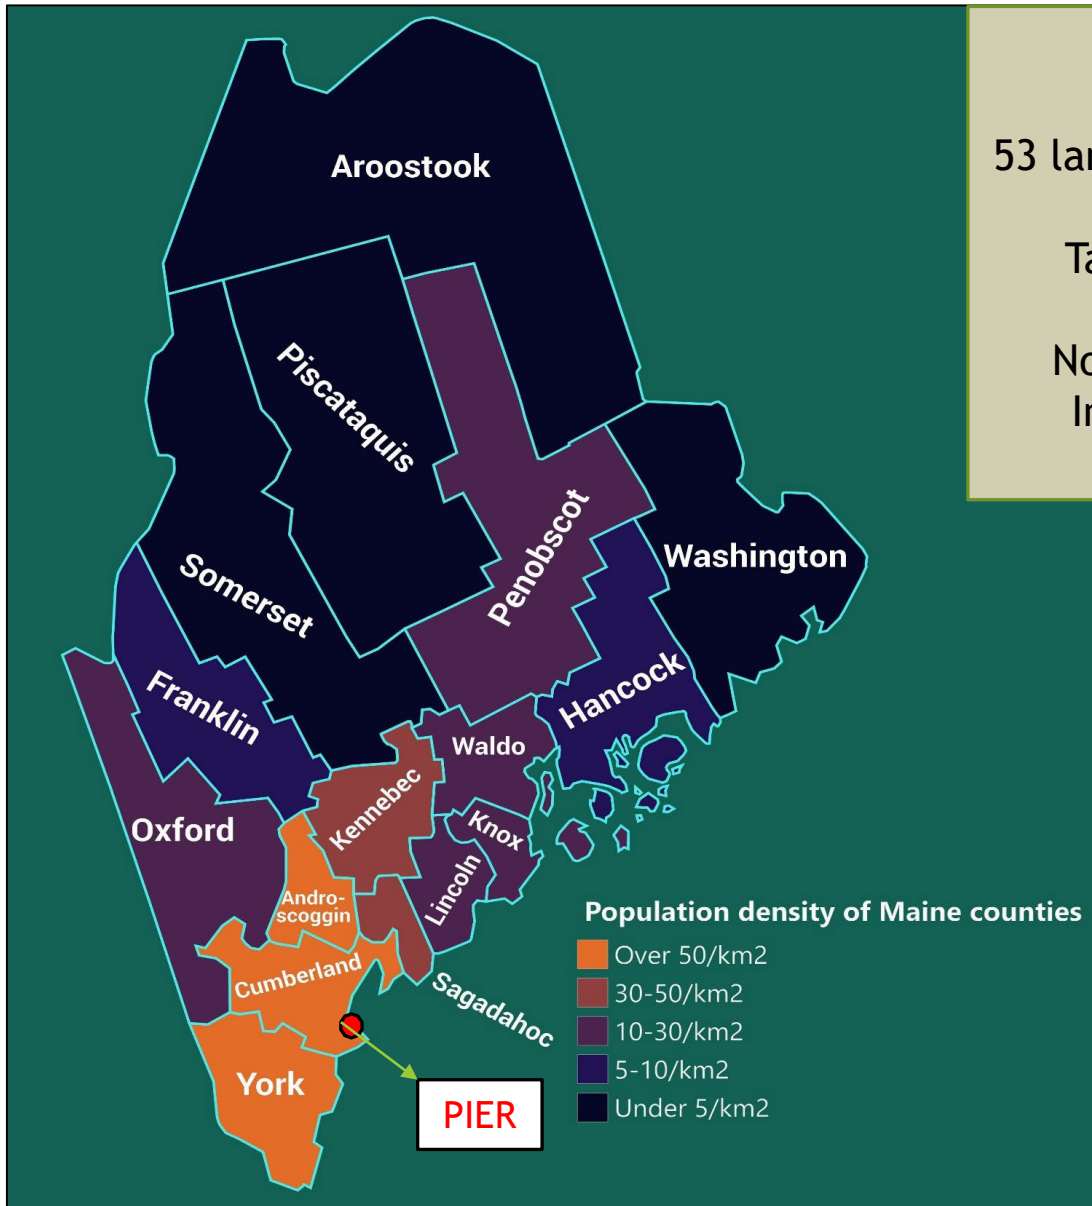 53 lar
Ta
No
In
Aroostook
Piscataquis
Penobscot
Somerset
Washington
Franklin
Hancock
Waldo
Kennebec
Oxford
Knox
Lincoln
Andro-
scoggin
Cumberland
Sagadahoc
York
PIER
Population density of Maine counties
Over 50/km2
30-50/km2
10-30/km2
5-10/km2
Under 5/km2